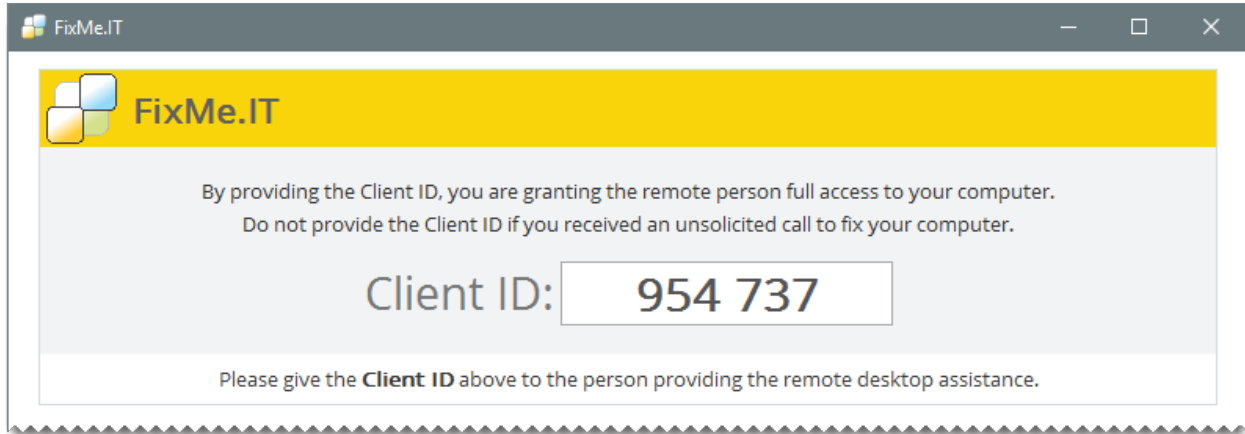 FixMe.IT
FixMe.IT
By providing the Client ID, you are granting the remote person full access to your computer.
Do not provide the Client ID if you received an unsolicited call to fix your computer.
Client ID: 954 737
Please give the Client ID above to the person providing the remote desktop assistance.